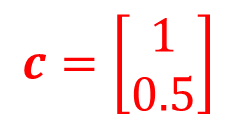 c = [1
0.5]